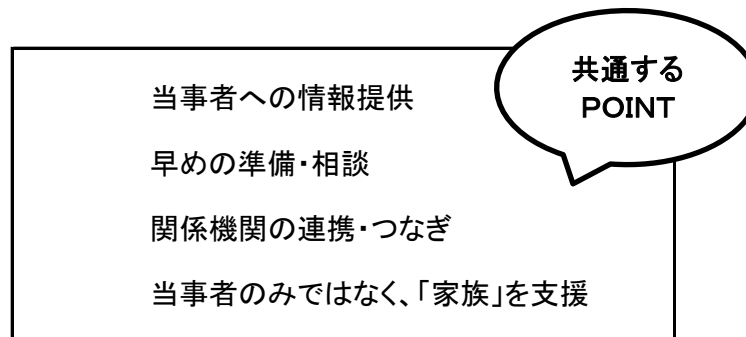 共通する
POINT
当事者への情報提供
早めの準備・相談
関係機関の連携・つなぎ
当事者のみではなく、「家族」を支援